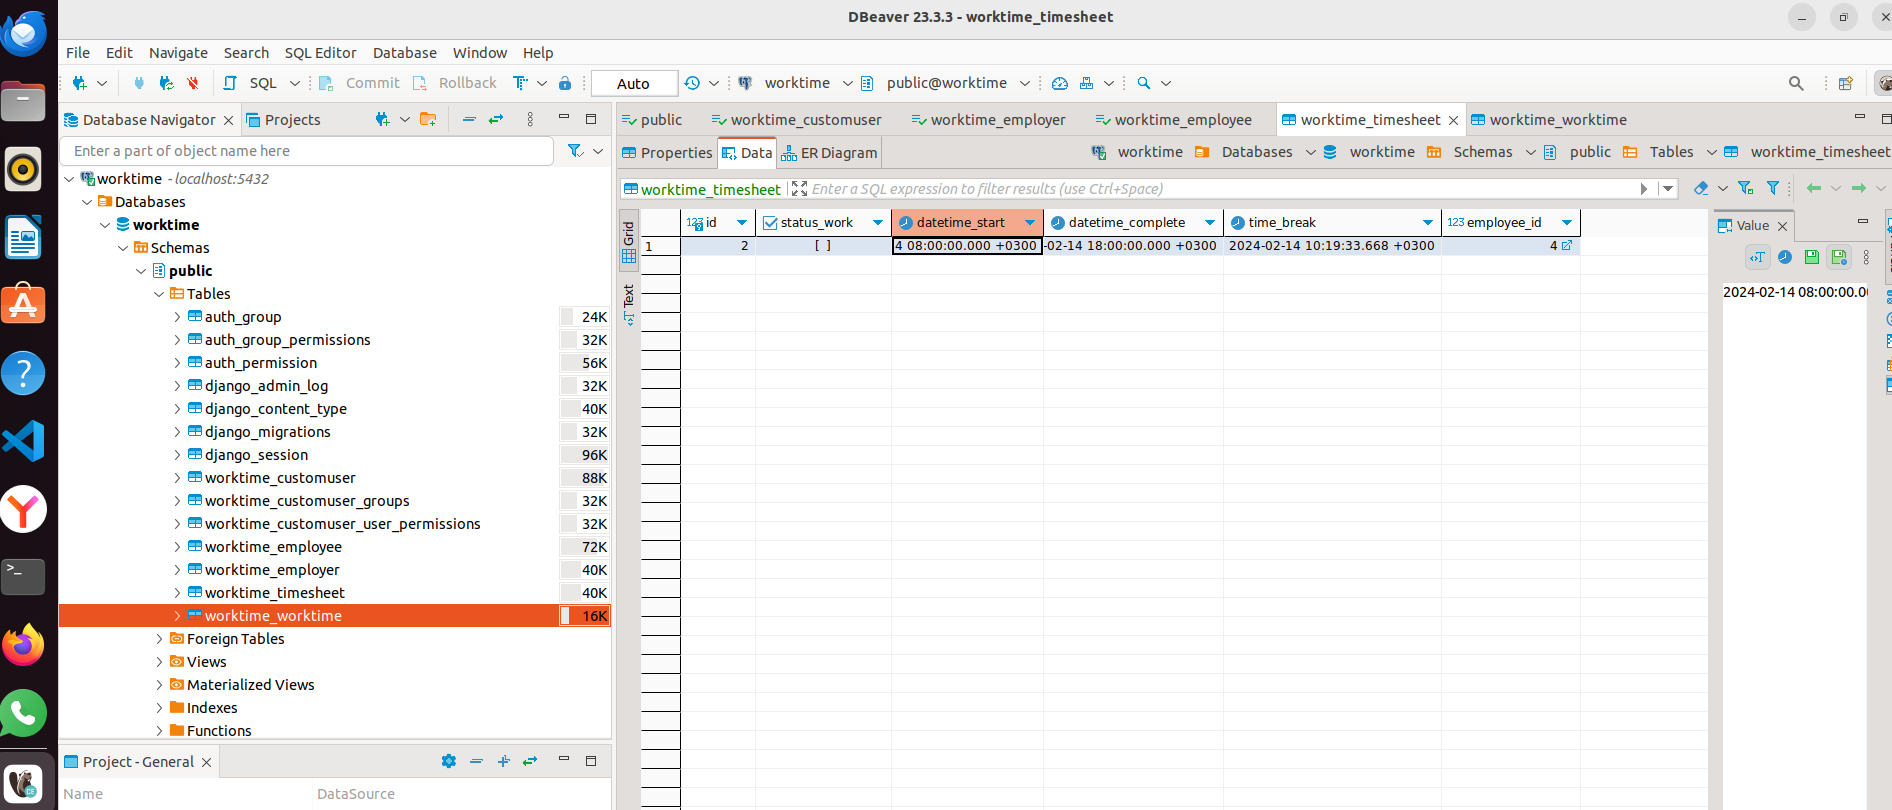 DBeaver 23.3.3 - worktime_timesheet
File Edit Navigate Search SQL Editor Database Window Help
SQL Commit Rollback Auto worktime public@worktime
Database Navigator Projects
public worktime_customuser worktime_employer worktime_employee worktime_timesheet worktime_worktime
Enter a part of object name here
Properties Data ER Diagram worktime Databases worktime Schemas public Tables worktime_timesheet
worktime - localhost:5432
Databases
worktime
Schemas
public
Tables
auth_group 24K
auth_group_permissions 32K
auth_permission 56K
django_admin_log 32K
django_content_type 40K
django_migrations 32K
django_session 96K
worktime_customuser 88K
worktime_customuser_groups 32K
worktime_customuser_user_permissions 32K
worktime_employee 72K
worktime_employer 40K
worktime_timesheet 40K
worktime_worktime 16K
Foreign Tables
Views
Materialized Views
Indexes
Functions
worktime_timesheet Enter a SQL expression to filter results (use Ctrl+Space)
Grid
Text
123 id status_work datetime_start datetime_complete time_break 123 employee_id
1 2 [ ] 4 08:00:00.000 +0300 -02-14 18:00:00.000 +0300 2024-02-14 10:19:33.668 +0300 4
Value
2024-02-14 08:00:00.0
Project - General
Name DataSource